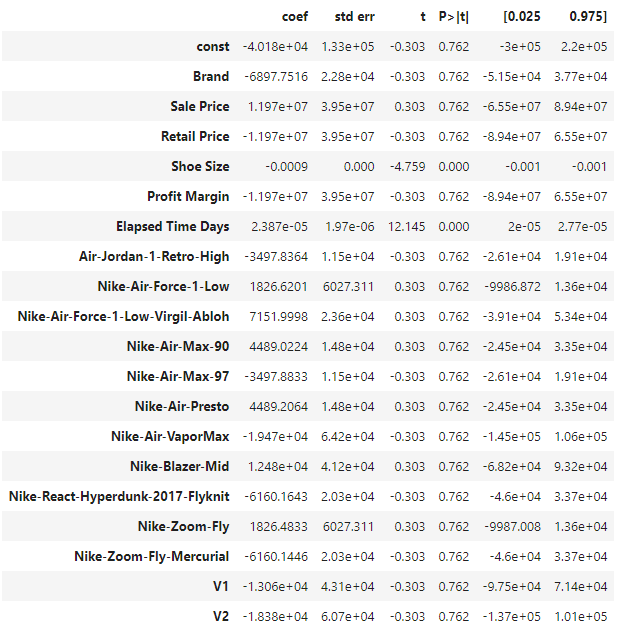 coef std err t P>|t| [0.025 0.975]
const -4.018e+04 1.33e+05 -0.303 0.762 -3e+05 2.2e+05
Brand -6897.7516 2.28e+04 -0.303 0.762 -5.15e+04 3.77e+04
Sale Price 1.197e+07 3.95e+07 0.303 0.762 -6.55e+07 8.94e+07
Retail Price -1.197e+07 3.95e+07 -0.303 0.762 -8.94e+07 6.55e+07
Shoe Size -0.0009 0.000 -4.759 0.000 -0.001 -0.001
Profit Margin -1.197e+07 3.95e+07 -0.303 0.762 -8.94e+07 6.55e+07
Elapsed Time Days 2.387e-05 1.97e-06 12.145 0.000 2e-05 2.77e-05
Air-Jordan-1-Retro-High -3497.8364 1.15e+04 -0.303 0.762 -2.61e+04 1.91e+04
Nike-Air-Force-1-Low 1826.6201 6027.311 0.303 0.762 -9986.872 1.36e+04
Nike-Air-Force-1-Low-Virgil-Abloh 7151.9998 2.36e+04 0.303 0.762 -3.91e+04 5.34e+04
Nike-Air-Max-90 4489.0224 1.48e+04 0.303 0.762 -2.45e+04 3.35e+04
Nike-Air-Max-97 -3497.8833 1.15e+04 -0.303 0.762 -2.61e+04 1.91e+04
Nike-Air-Presto 4489.2064 1.48e+04 0.303 0.762 -2.45e+04 3.35e+04
Nike-Air-VaporMax -1.947e+04 6.42e+04 -0.303 0.762 -1.45e+05 1.06e+05
Nike-Blazer-Mid 1.248e+04 4.12e+04 0.303 0.762 -6.82e+04 9.32e+04
Nike-React-Hyperdunk-2017-Flyknit -6160.1643 2.03e+04 -0.303 0.762 -4.6e+04 3.37e+04
Nike-Zoom-Fly 1826.4833 6027.311 0.303 0.762 -9987.008 1.36e+04
Nike-Zoom-Fly-Mercurial -6160.1446 2.03e+04 -0.303 0.762 -4.6e+04 3.37e+04
V1 -1.306e+04 4.31e+04 -0.303 0.762 -9.75e+04 7.14e+04
V2 -1.838e+04 6.07e+04 -0.303 0.762 -1.37e+05 1.01e+05